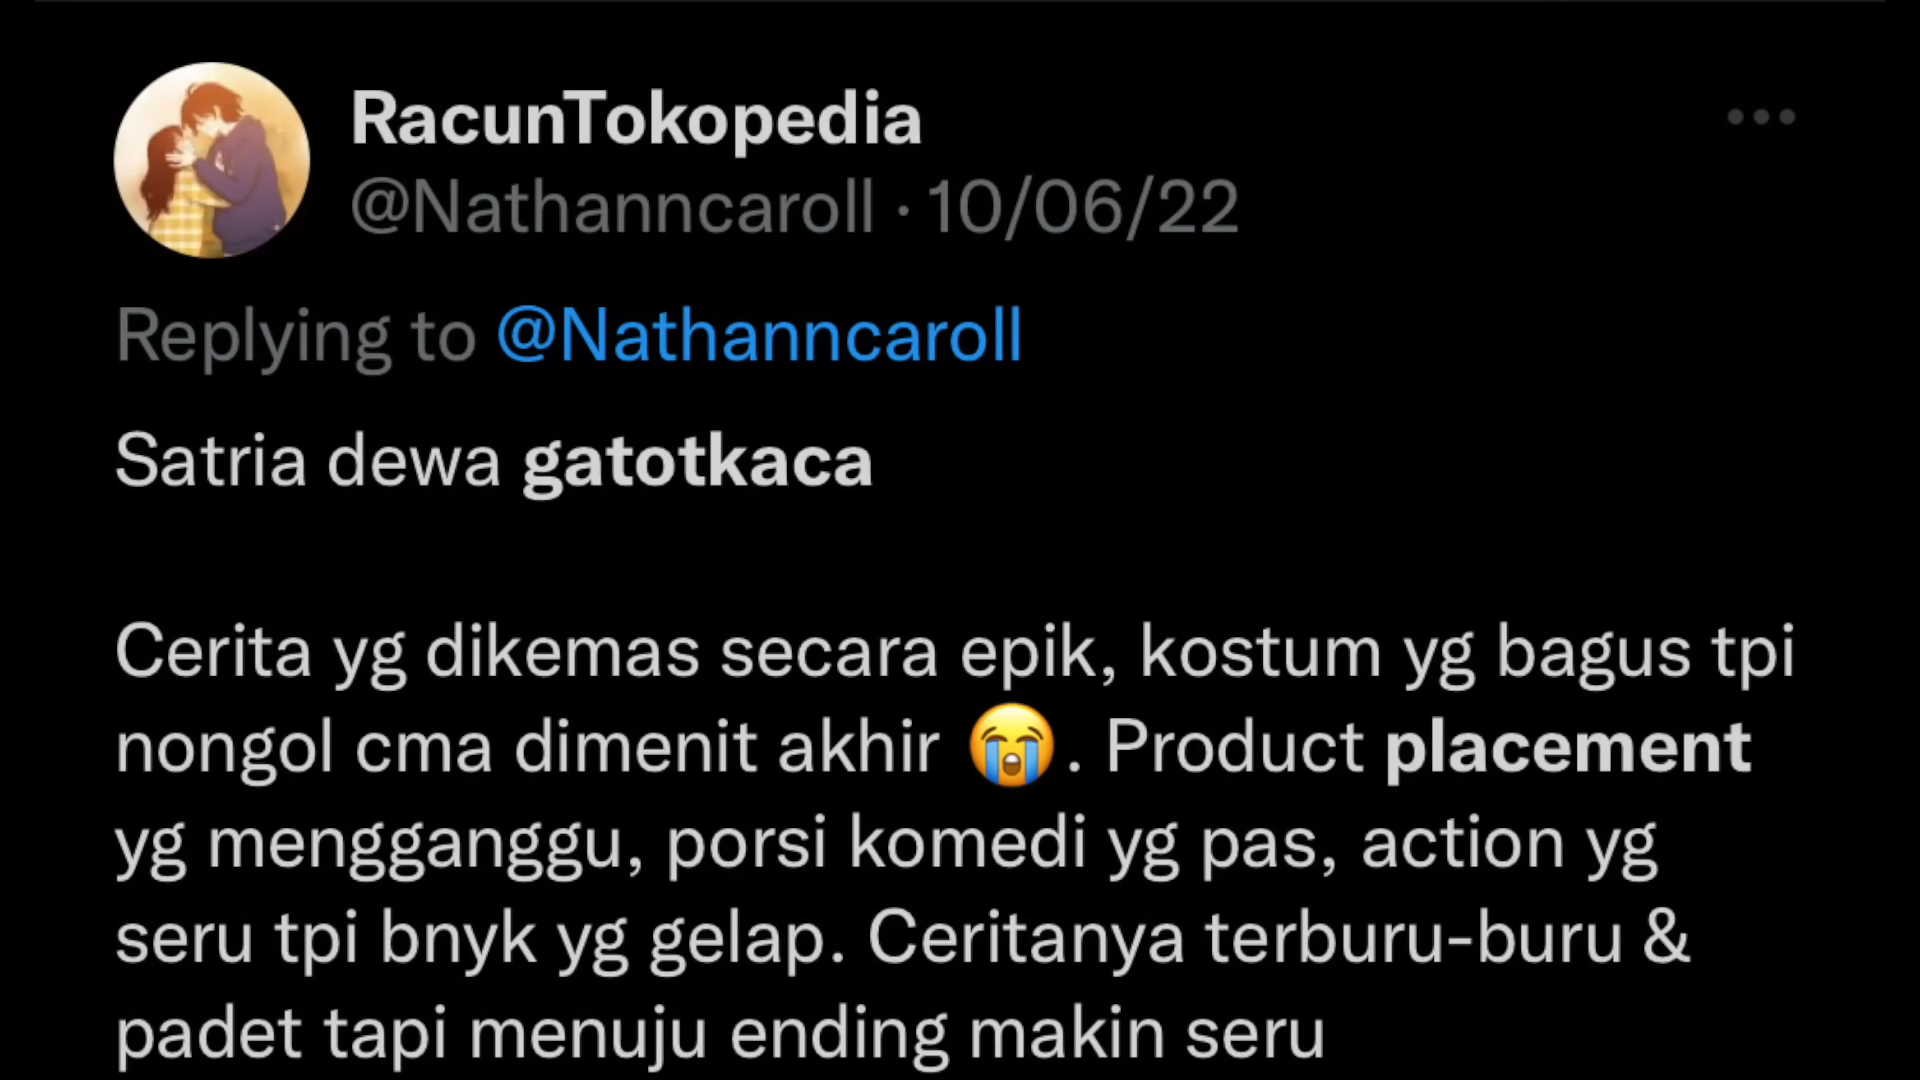 RacunTokopedia
@Nathanncaroll · 10/06/22
Replying to @Nathanncaroll
Satria dewa gatotkaca
Cerita yg dikemas secara epik, kostum yg bagus tpi
nongol cma dimenit akhir 😭. Product placement
yg mengganggu, porsi komedi yg pas, action yg
seru tpi bnyk yg gelap. Ceritanya terburu-buru &
padet tapi menuju ending makin seru